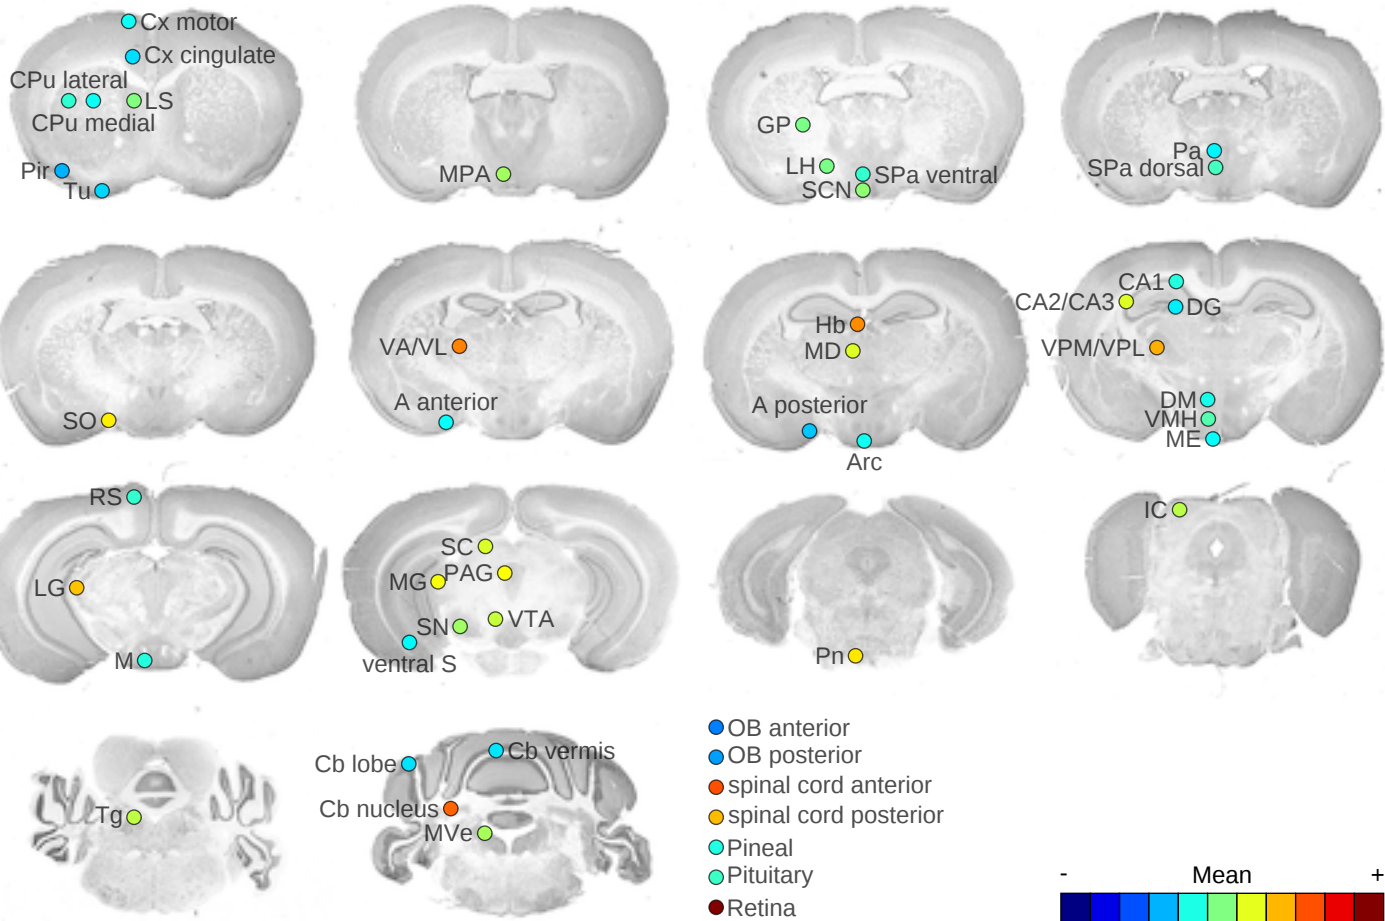 Cx motor
Cx cingulate
CPu lateral
LS
CPu medial
Pir
Tu
MPA
GP
LH
SPa ventral
SCN
Pa
SPa dorsal
SO
VA/VL
A anterior
Hb
MD
A posterior
Arc
CA1
CA2/CA3
DG
VPM/VPL
DM
VMH
ME
RS
LG
M
SC
MG
PAG
SN
VTA
ventral S
Pn
IC
Tg
Cb lobe
Cb vermis
Cb nucleus
MVe
OB anterior
OB posterior
spinal cord anterior
spinal cord posterior
Pineal
Pituitary
Retina
- Mean +